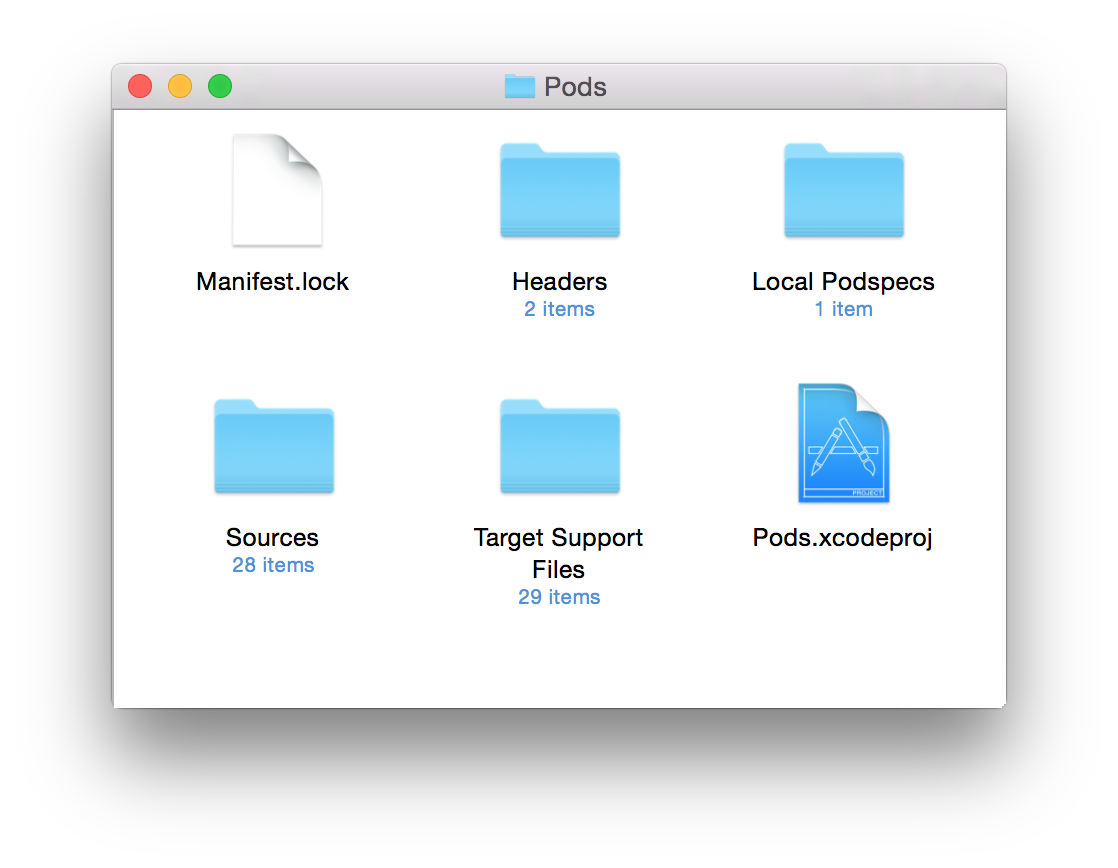 Pods
Manifest.lock
Headers
2 items
Local Podspecs
1 item
Sources
28 items
Target Support
Files
29 items
PROJECT
Pods.xcodeproj